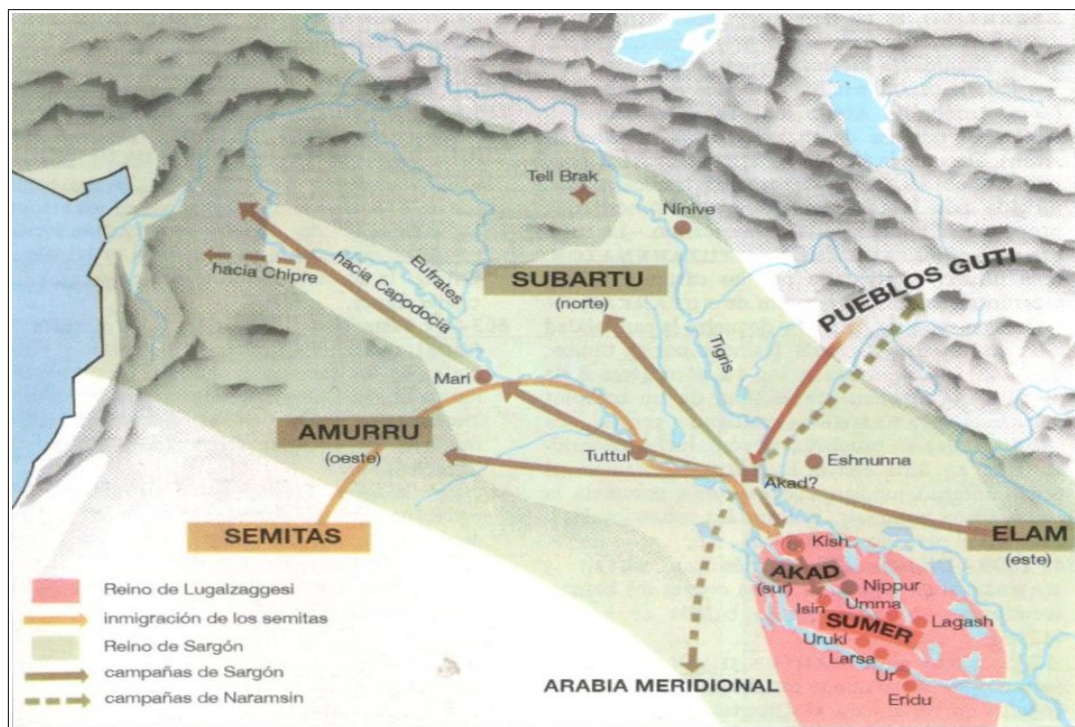 Tell Brak
Nínive
SUBARTU
(norte)
PUEBLOS GUTI
hacia Chipre
hacia Capodocia
Eufrates
Tigris
Mari
AMURRU
(oeste)
Tuttul
Eshnunna
Akad?
SEMITAS
ELAM
(este)
Kish
AKAD
(sur)
Nippur
Isin
Umma
Lagash
SUMER
Uruki
Larsa
Ur
Eridu
ARABIA MERIDIONAL
Reino de Lugalzaggesi
inmigración de los semitas
Reino de Sargón
campañas de Sargón
campañas de Naramsin